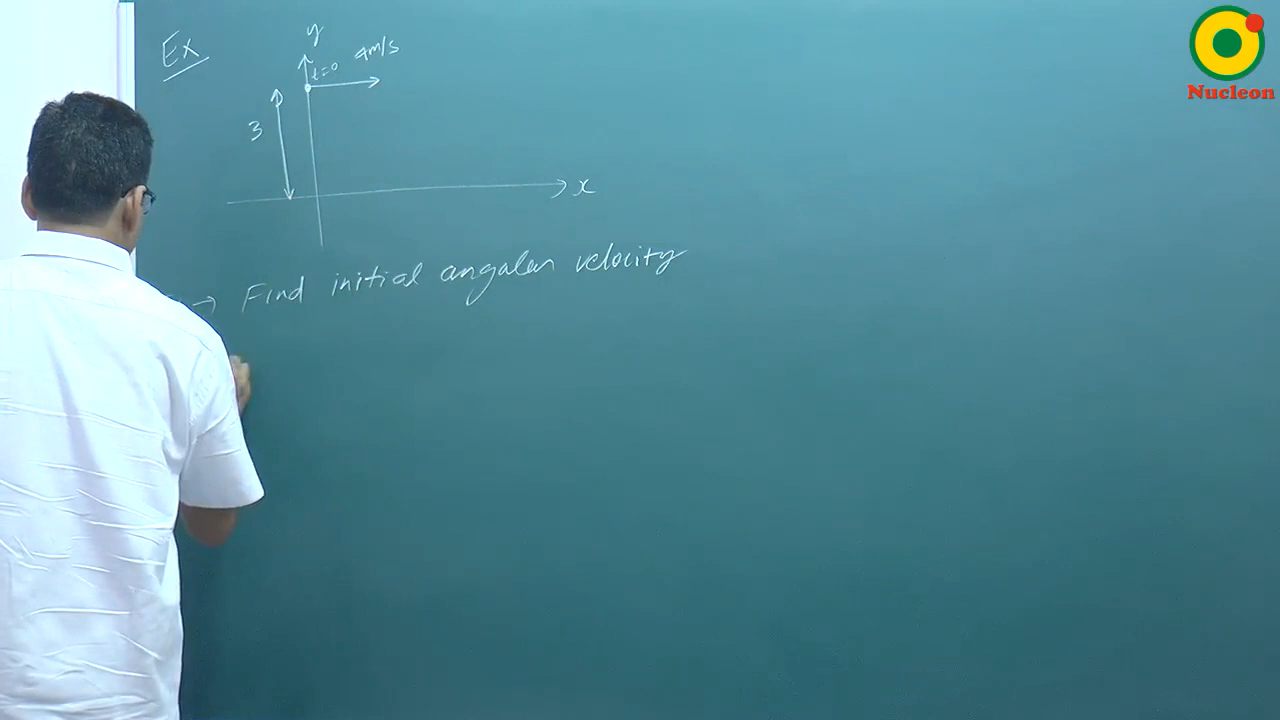 Ex
y
t=0
4m/s
3
x
→ Find initial angular velocity
Nucleon